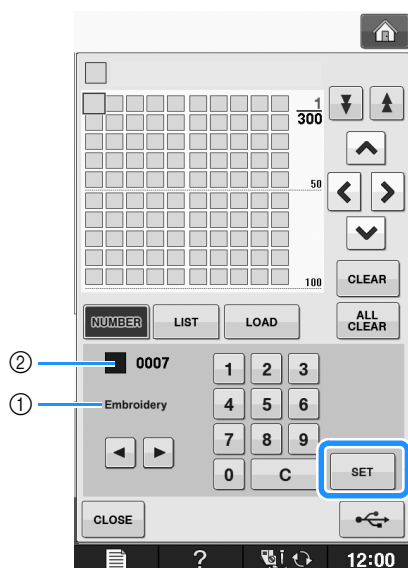 1
300
50
100
CLEAR
NUMBER LIST LOAD ALL CLEAR
② 0007
1 2 3
① Embroidery
4 5 6
7 8 9
0 C SET
CLOSE
? 12:00